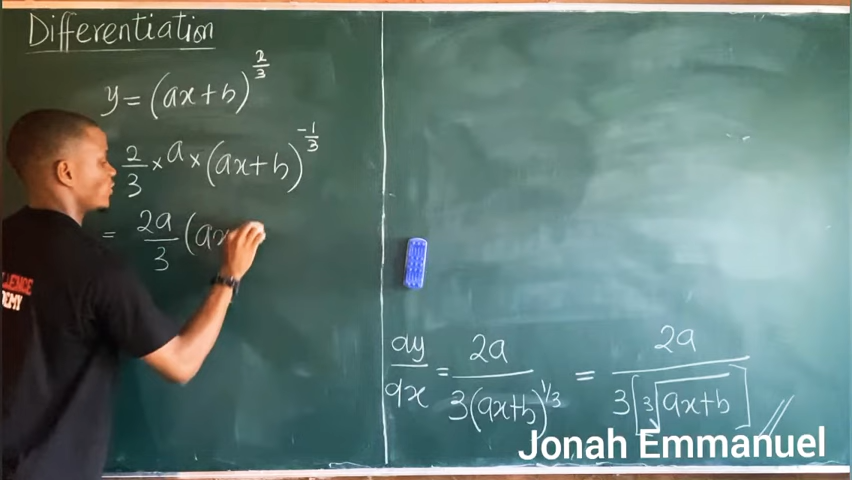 Differentiation
y = (ax+b)^{2/3}
2/3 × a × (ax+b)^{-1/3}
= 2a/3 (ax
dy/dx = 2a/3(ax+b)^{1/3} = 2a/3[∛(ax+b)] //
Jonah Emmanuel